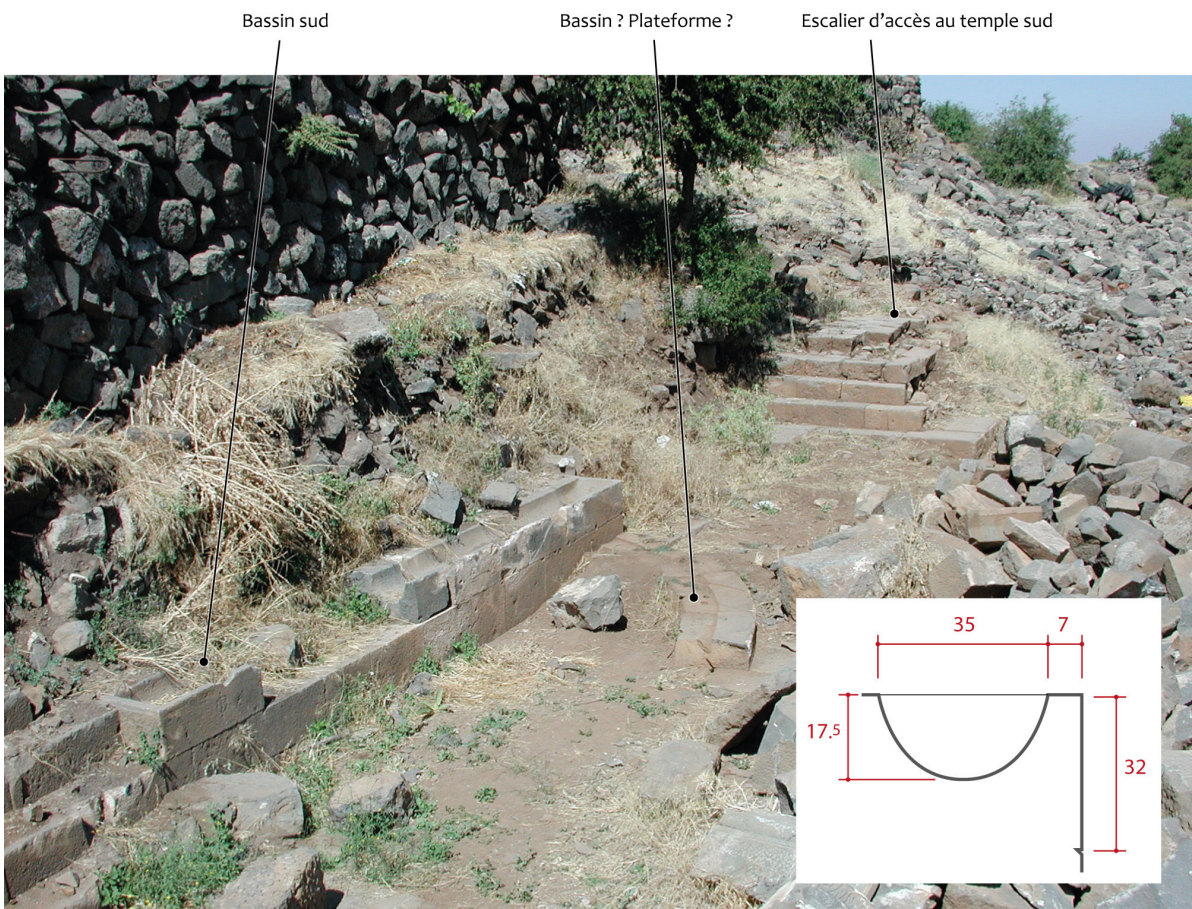 Bassin sud
Bassin ? Plateforme ?
Escalier d’accès au temple sud
35
7
17.5
32